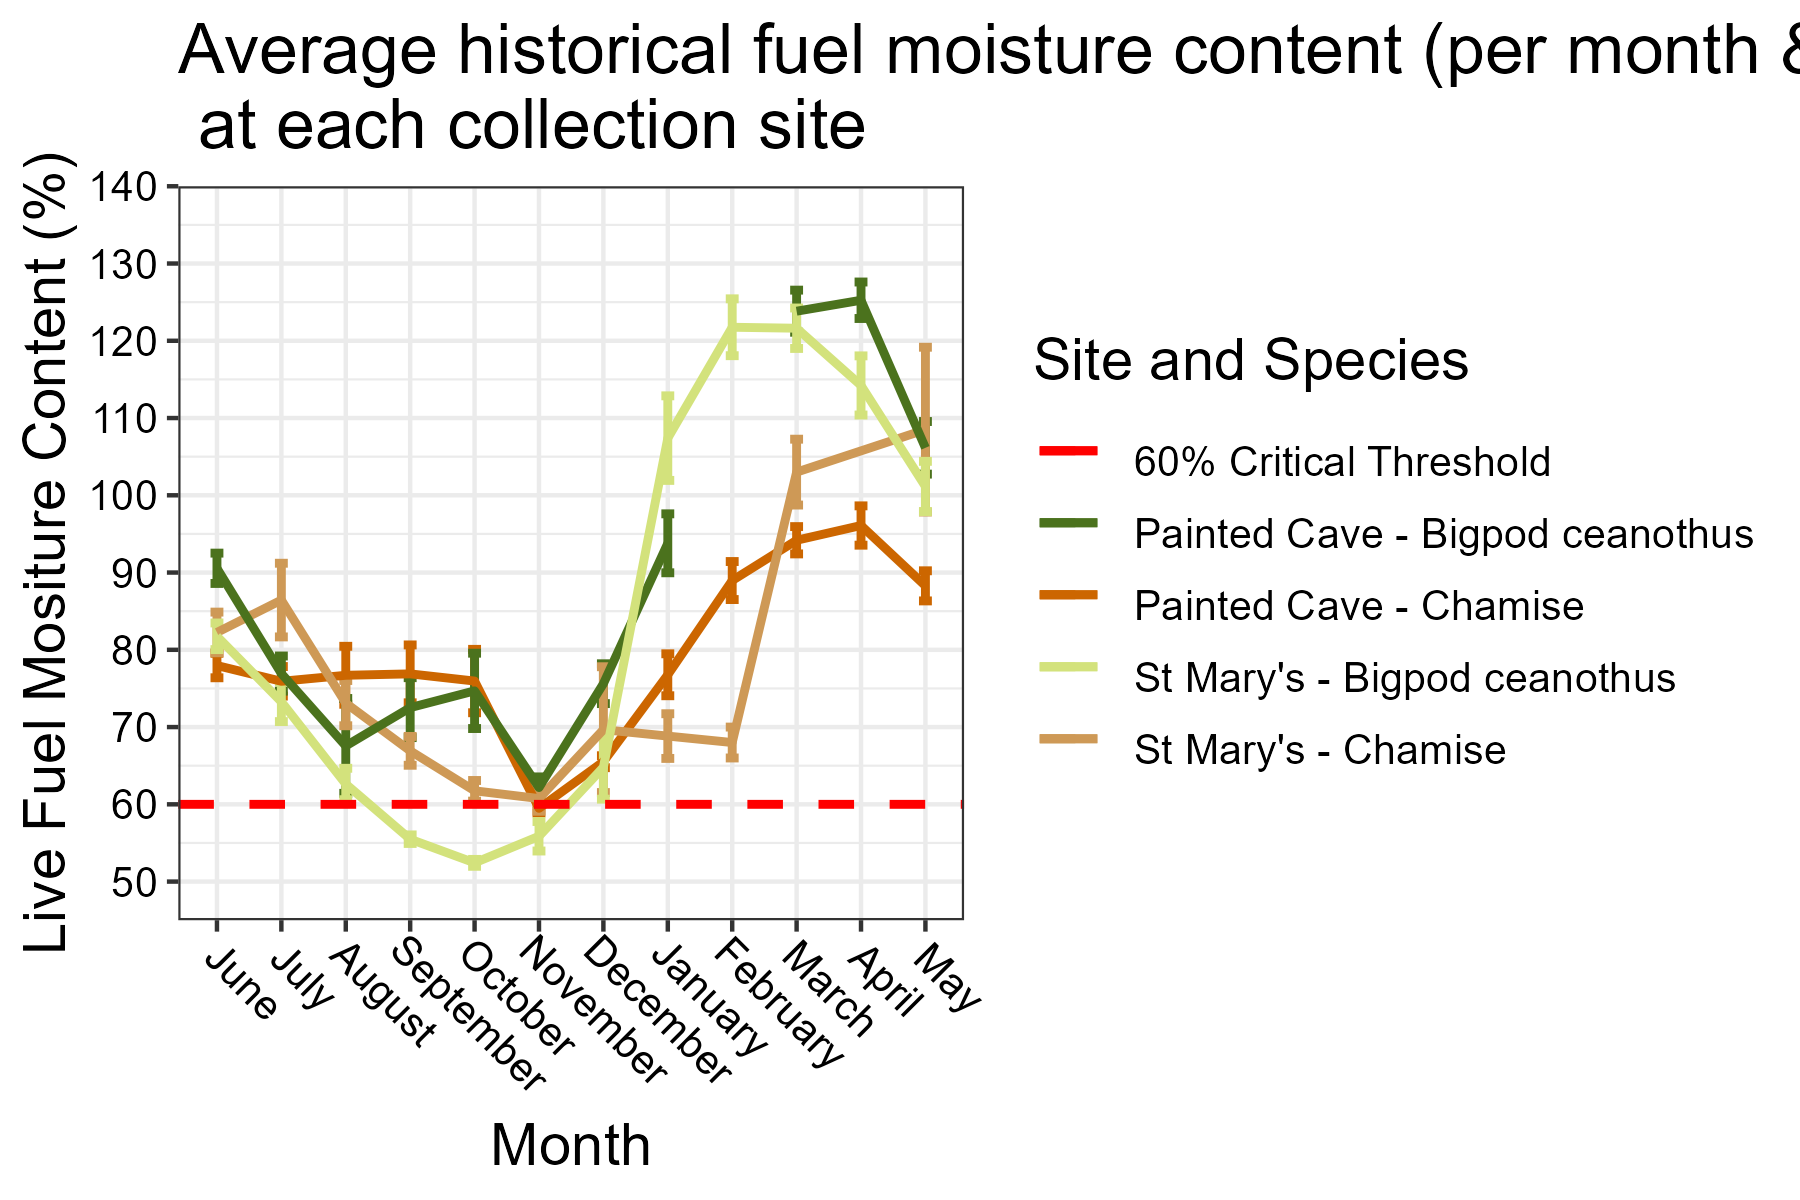 Average historical fuel moisture content (per month &
at each collection site
Live Fuel Mositure Content (%)
140
130
120
110
100
90
80
70
60
50
June
July
August
September
October
November
December
January
February
March
April
May
Month
Site and Species
60% Critical Threshold
Painted Cave - Bigpod ceanothus
Painted Cave - Chamise
St Mary's - Bigpod ceanothus
St Mary's - Chamise